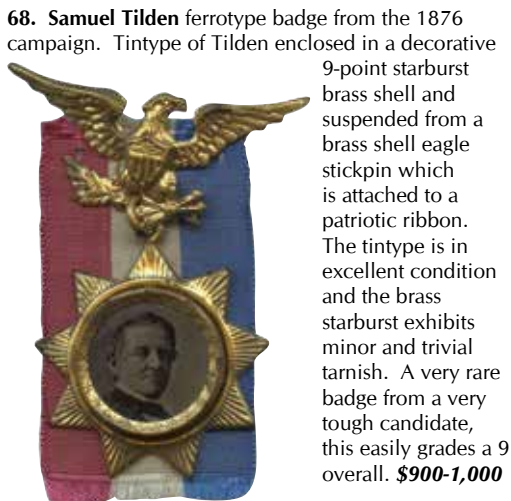 68. Samuel Tilden ferrotype badge from the 1876
campaign. Tintype of Tilden enclosed in a decorative
9-point starburst
brass shell and
suspended from a
brass shell eagle
stickpin which
is attached to a
patriotic ribbon.
The tintype is in
excellent condition
and the brass
starburst exhibits
minor and trivial
tarnish. A very rare
badge from a very
tough candidate,
this easily grades a 9
overall. $900-1,000